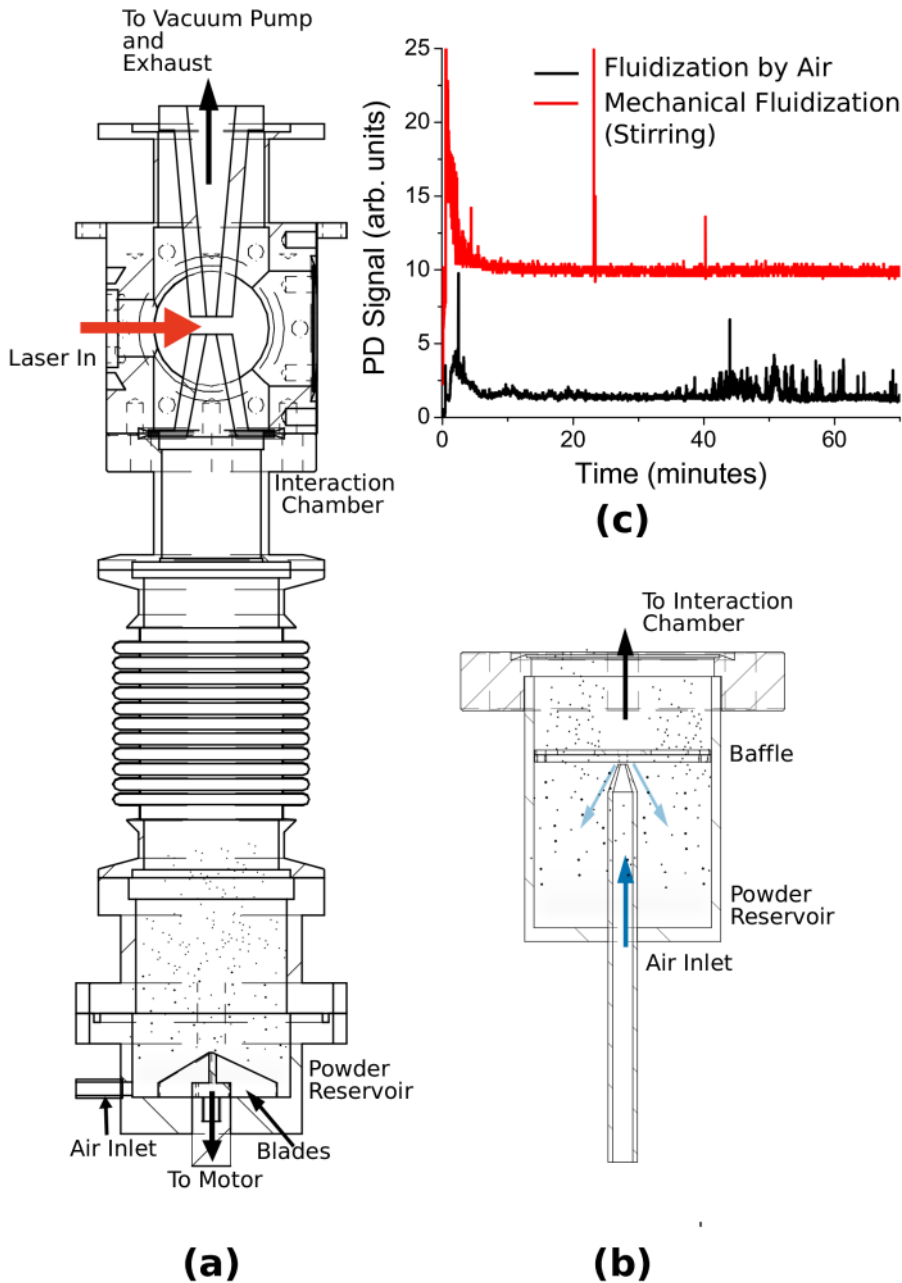 To Vacuum Pump
and
Exhaust
Laser In
Interaction
Chamber
Powder
Reservoir
Air Inlet
Blades
To Motor
(a)
25
20
15
10
5
0
PD Signal (arb. units)
Fluidization by Air
Mechanical Fluidization
(Stirring)
0
20
40
60
Time (minutes)
(c)
To Interaction
Chamber
Baffle
Powder
Reservoir
Air Inlet
(b)